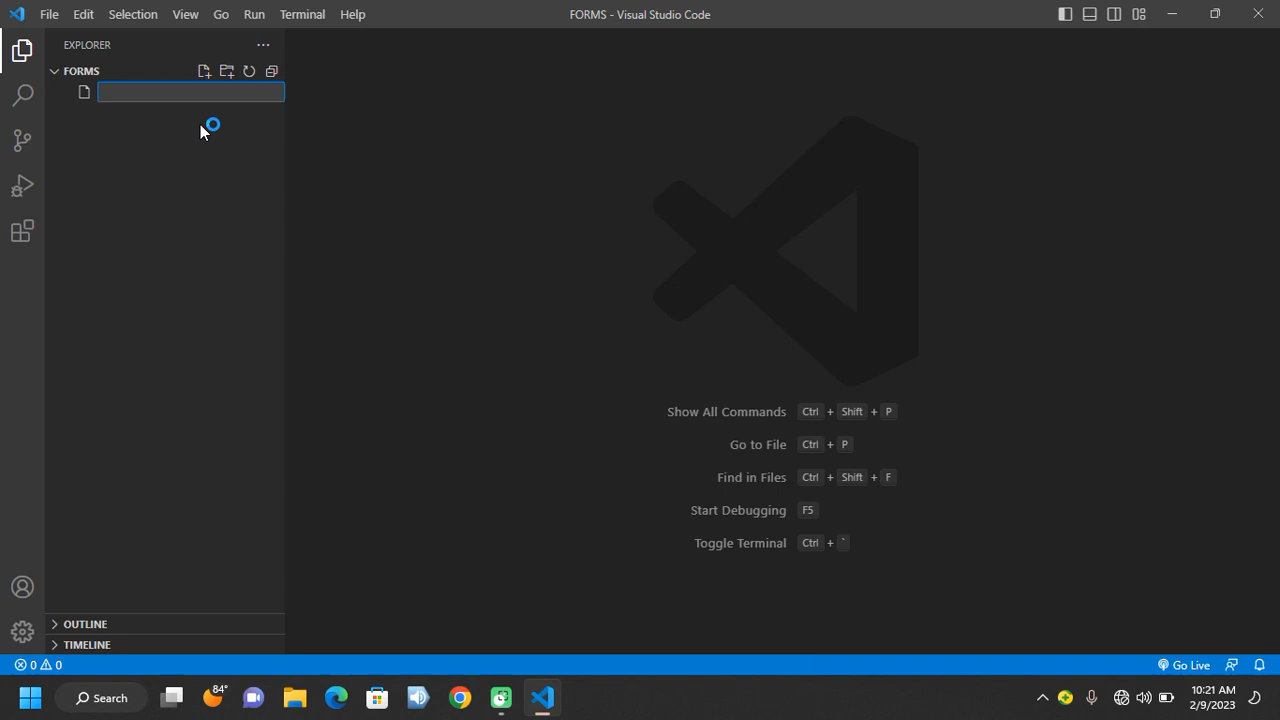 File Edit Selection View Go Run Terminal Help
FORMS - Visual Studio Code
EXPLORER
FORMS
Show All Commands Ctrl + Shift + P
Go to File Ctrl + P
Find in Files Ctrl + Shift + F
Start Debugging F5
Toggle Terminal Ctrl + `
OUTLINE
TIMELINE
0 0
Go Live
Search
84°
10:21 AM
2/9/2023